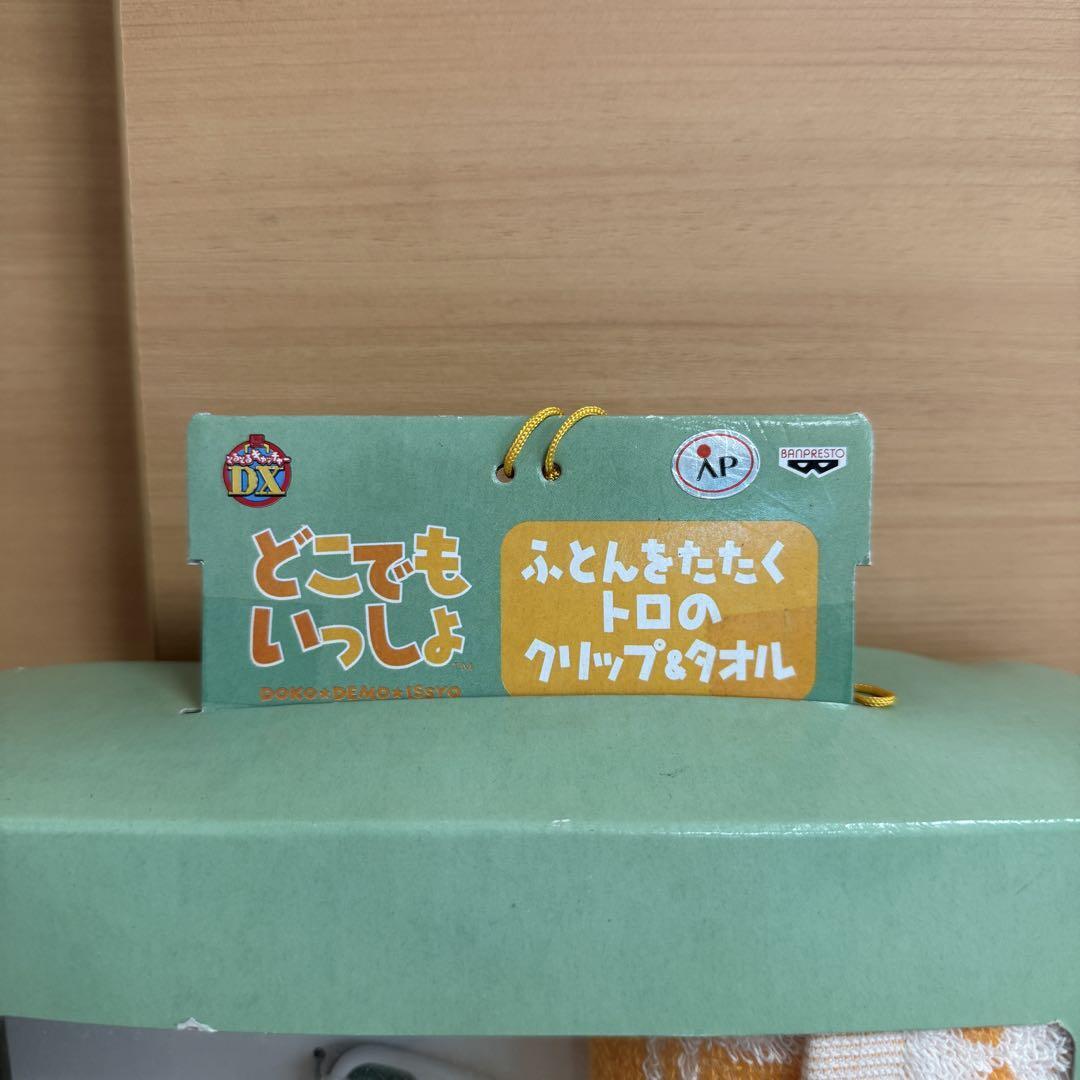 DX
AP
BANPRESTO
どこでも
いっしょ
TM
DOKO★DEMO★ISSYO
ふとんをたたく
トロの
クリップ&タオル